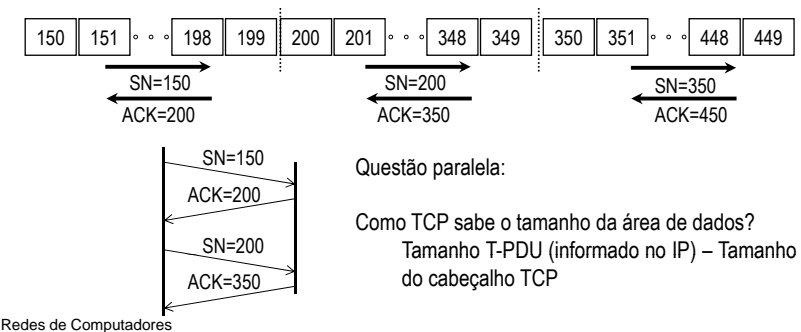 150 151 ◦ ◦ ◦ 198 199 200 201 ◦ ◦ ◦ 348 349 350 351 ◦ ◦ ◦ 448 449
SN=150 SN=200 SN=350
ACK=200 ACK=350 ACK=450
SN=150
ACK=200
SN=200
ACK=350
Questão paralela:
Como TCP sabe o tamanho da área de dados?
Tamanho T-PDU (informado no IP) – Tamanho
do cabeçalho TCP
Redes de Computadores